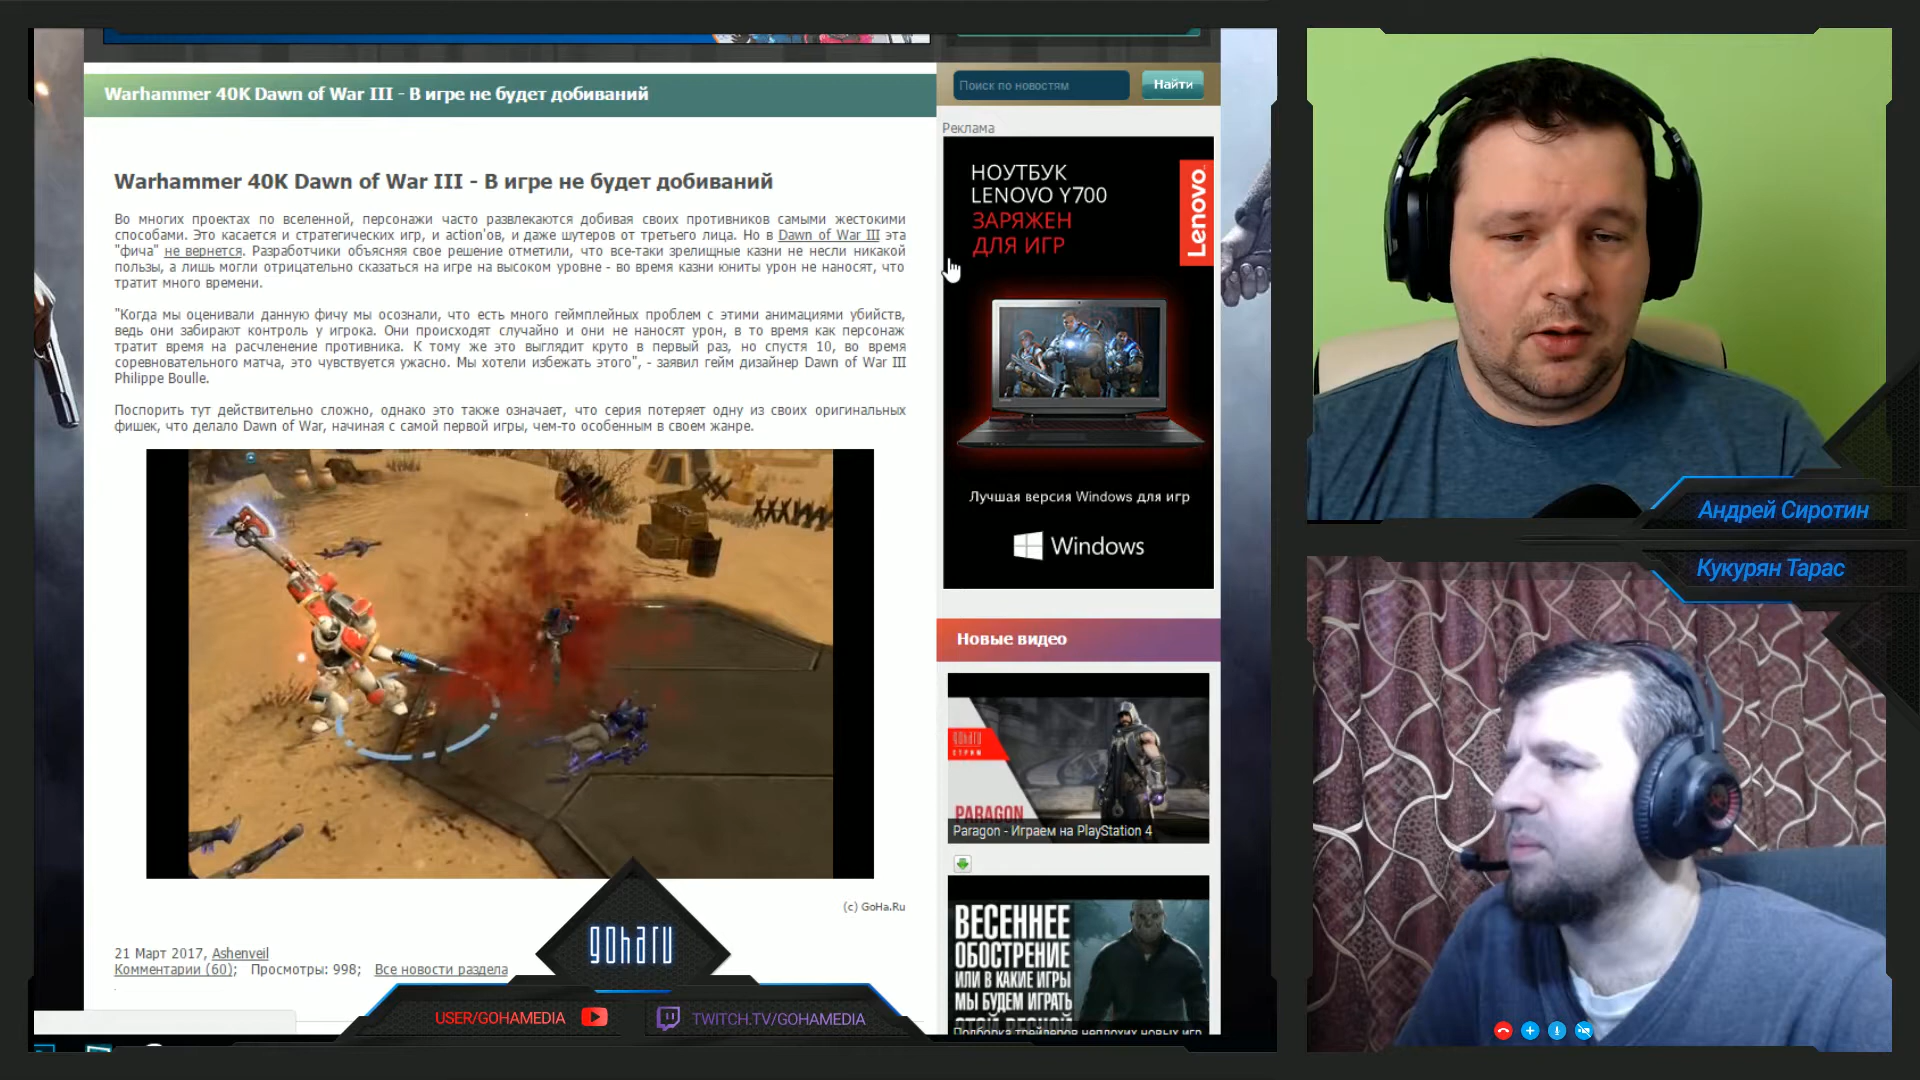 Warhammer 40K Dawn of War III - В игре не будет добиваний
Поиск по новостям
Найти
Warhammer 40K Dawn of War III - В игре не будет добиваний
Во многих проектах по вселенной, персонажи часто развлекаются добивая своих противников самыми жестокими
способами. Это касается и стратегических игр, и action'ов, и даже шутеров от третьего лица. Но в Dawn of War III эта
"фича" не вернется. Разработчики объясняя свое решение отметили, что все-таки зрелищные казни не несли никакой
пользы, а лишь могли отрицательно сказаться на игре на высоком уровне - во время казни юниты урон не наносят, что
тратит много времени.
"Когда мы оценивали данную фичу мы осознали, что есть много геймплейных проблем с этими анимациями убийств,
ведь они забирают контроль у игрока. Они происходят случайно и они не наносят урон, в то время как персонаж
тратит время на расчленение противника. К тому же это выглядит круто в первый раз, но спустя 10, во время
соревновательного матча, это чувствуется ужасно. Мы хотели избежать этого", - заявил гейм дизайнер Dawn of War III
Philippe Boulle.
Поспорить тут действительно сложно, однако это также означает, что серия потеряет одну из своих оригинальных
фишек, что делало Dawn of War, начиная с самой первой игры, чем-то особенным в своем жанре.
(c) GoHa.Ru
21 Март 2017, Ashenveil
Комментарии (60); Просмотры: 998; Все новости раздела
Реклама
НОУТБУК
LENOVO Y700
ЗАРЯЖЕН
ДЛЯ ИГР
Lenovo.
Лучшая версия Windows для игр
Windows
Новые видео
goharu
СТРИМ
PARAGON
Paragon - Играем на PlayStation 4
ВЕСЕННЕЕ
ОБОСТРЕНИЕ
ИЛИ В КАКИЕ ИГРЫ
МЫ БУДЕМ ИГРАТЬ
ЭТОЙ ВЕСНОЙ
Подборка трейлеров неплохих новых игр
Андрей Сиротин
Кукурян Тарас
goharu
USER/GOHAMEDIA
TWITCH.TV/GOHAMEDIA